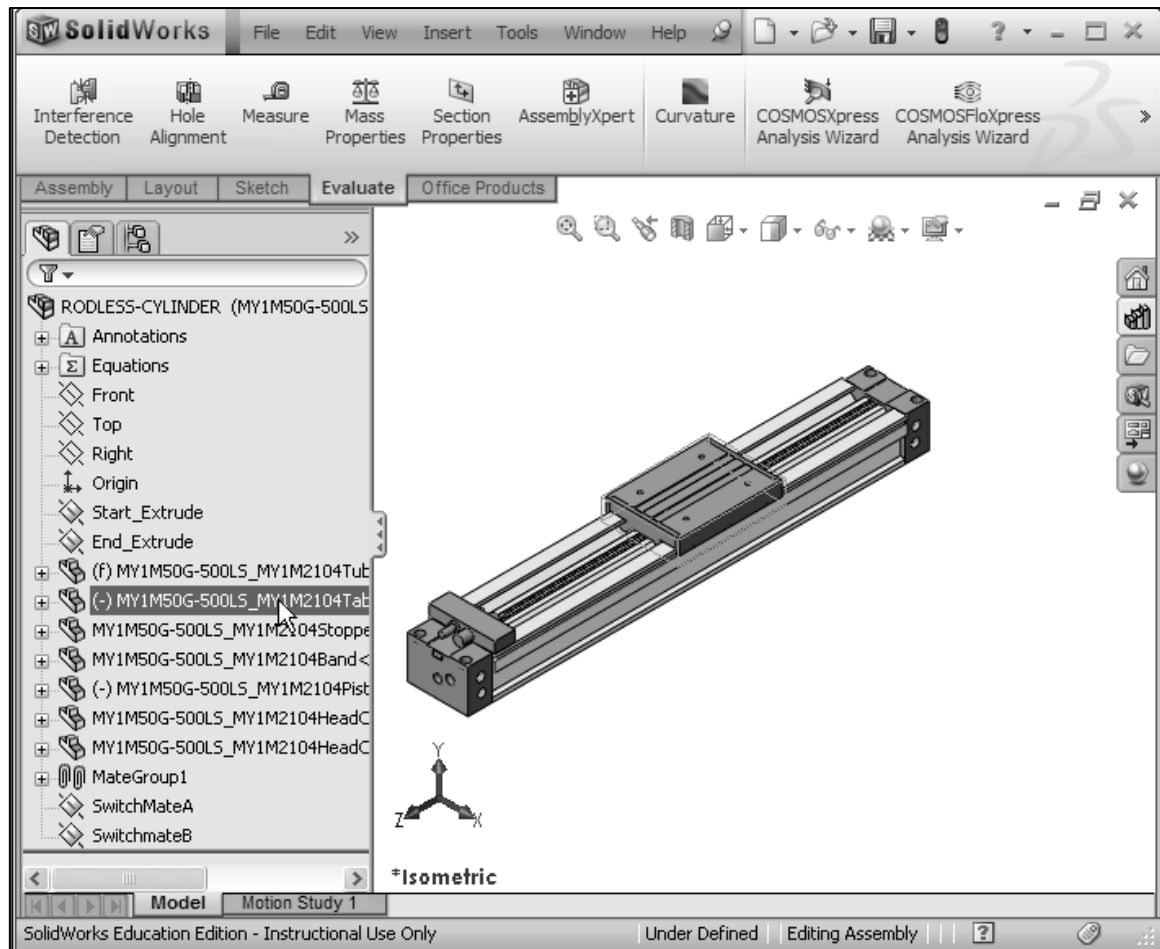 SolidWorks File Edit View Insert Tools Window Help ?
Interference Detection
Hole Alignment
Measure
Mass Properties
Section Properties
AssemblyXpert
Curvature
COSMOSXpress Analysis Wizard
COSMOSFloXpress Analysis Wizard
Assembly Layout Sketch Evaluate Office Products
RODLESS-CYLINDER (MY1M50G-500LS
A Annotations
Σ Equations
Front
Top
Right
Origin
Start_Extrude
End_Extrude
(f) MY1M50G-500LS_MY1M2104Tub
(-) MY1M50G-500LS_MY1M2104Tab
MY1M50G-500LS_MY1M2104Stoppe
MY1M50G-500LS_MY1M2104Band<
(-) MY1M50G-500LS_MY1M2104Pist
MY1M50G-500LS_MY1M2104HeadC
MY1M50G-500LS_MY1M2104HeadC
MateGroup1
SwitchMateA
SwitchmateB
Y
Z X
*Isometric
Model Motion Study 1
SolidWorks Education Edition - Instructional Use Only Under Defined Editing Assembly ?